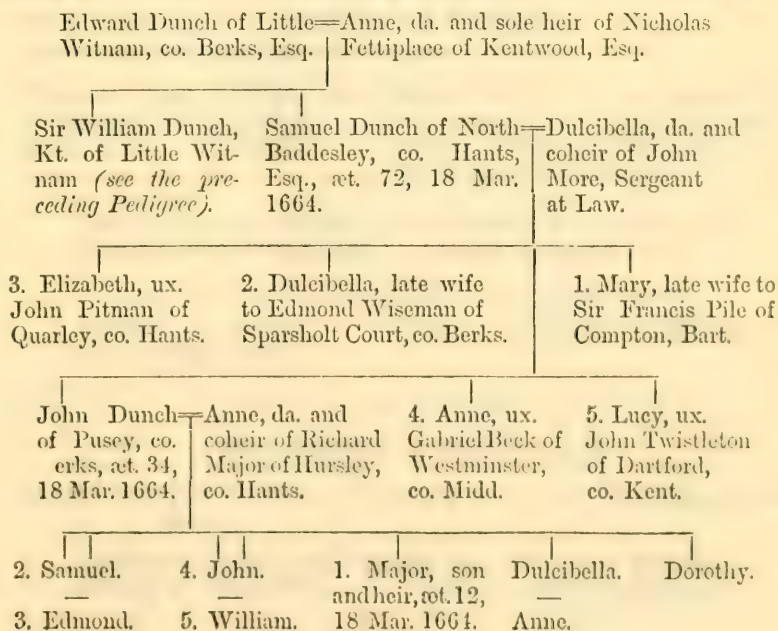 Edward Dunch of Little═Anne, da. and sole heir of Nicholas
Witnam, co. Berks, Esq. Fettiplace of Kentwood, Esq.
Sir William Dunch,
Kt. of Little Wit-
nam (see the pre-
ceding Pedigree).
Samuel Dunch of North═Dulcibella, da. and
Baddesley, co. Hants, coheir of John
Esq., æt. 72, 18 Mar. More, Sergeant
1664. at Law.
3. Elizabeth, ux.
John Pitman of
Quarley, co. Hants.
2. Dulcibella, late wife
to Edmond Wiseman of
Sparsholt Court, co. Berks.
1. Mary, late wife to
Sir Francis Pile of
Compton, Bart.
John Dunch═Anne, da. and
of Pusey, co. coheir of Richard
erks, æt. 34, Major of Hursley,
18 Mar. 1664. co. Hants.
4. Anne, ux.
Gabriel Beck of
Westminster,
co. Midd.
5. Lucy, ux.
John Twistleton
of Dartford,
co. Kent.
2. Samuel.
—
3. Edmond.
4. John.
—
5. William.
1. Major, son
and heir, æt. 12,
18 Mar. 1664.
Dulcibella.
—
Anne.
Dorothy.